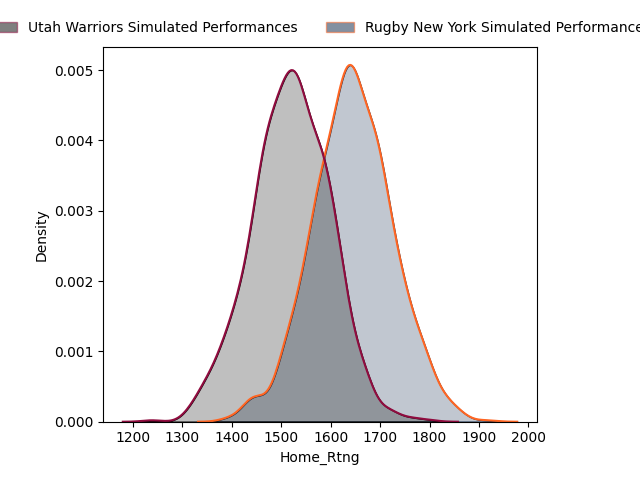 Utah Warriors Simulated Performances
Rugby New York Simulated Performance
0.005
0.004
0.003
0.002
0.001
0.000
Density
1200 1300 1400 1500 1600 1700 1800 1900 2000
Home_Rtng